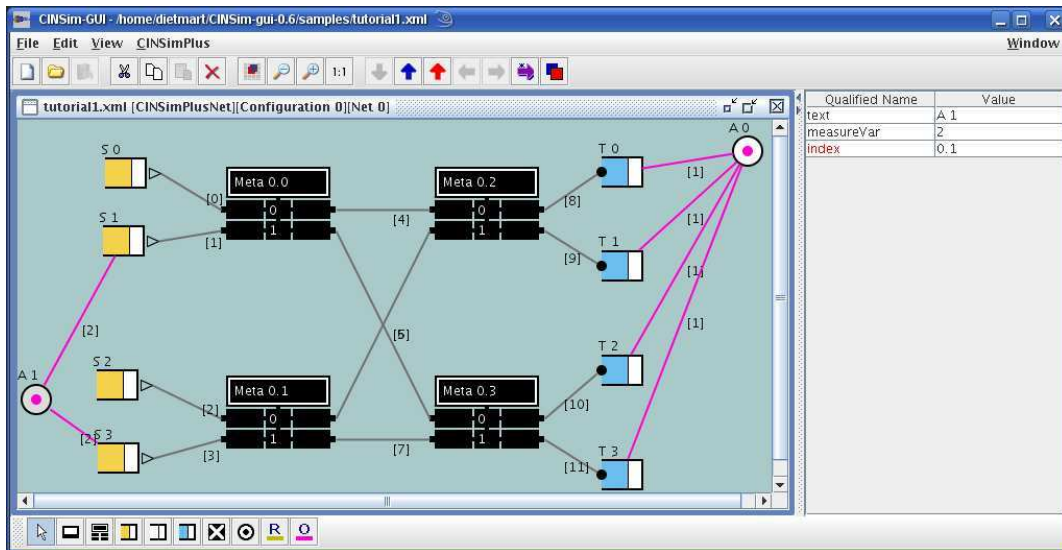 CINSim-GUI - /home/dietmart/CINSim-gui-0.6/samples/tutorial1.xml
File Edit View CINSimPlus Window
1:1
tutorial1.xml [CINSimPlusNet][Configuration 0][Net 0]
Qualified Name Value
text A 1
measureVar 2
index 0.1
A 0
S 0
T 0
Meta 0.0
Meta 0.2
[1]
[0]
0
0
[4]
[8]
S 1
[1]
1
1
[1]
T 1
[9]
[1]
[2]
[5]
[1]
S 2
T 2
A 1
Meta 0.1
Meta 0.3
[2]
0
0
[10]
[2]
S 3
1
1
[3]
[7]
T 3
[11]
R O